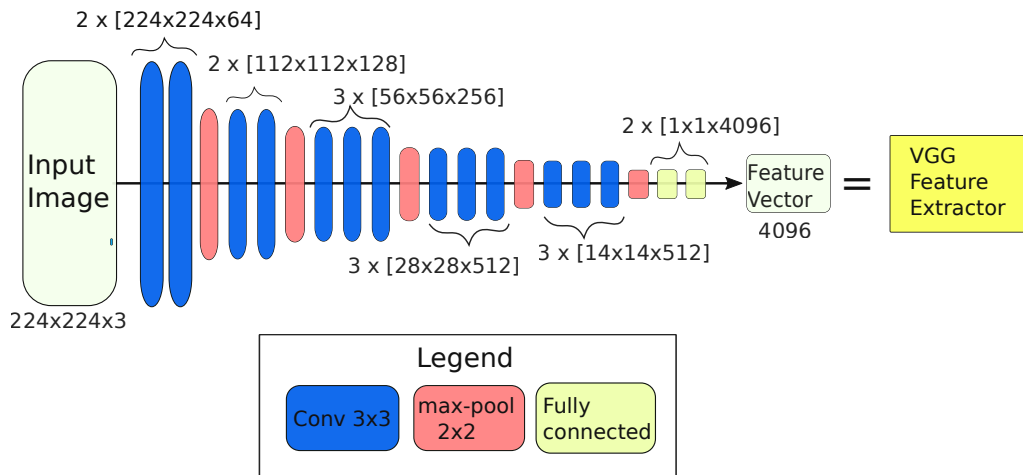 2 x [224x224x64]
2 x [112x112x128]
3 x [56x56x256]
2 x [1x1x4096]
Input
Image
224x224x3
3 x [28x28x512]
3 x [14x14x512]
Feature
Vector
4096
=
VGG
Feature
Extractor
Legend
Conv 3x3
max-pool
2x2
Fully
connected